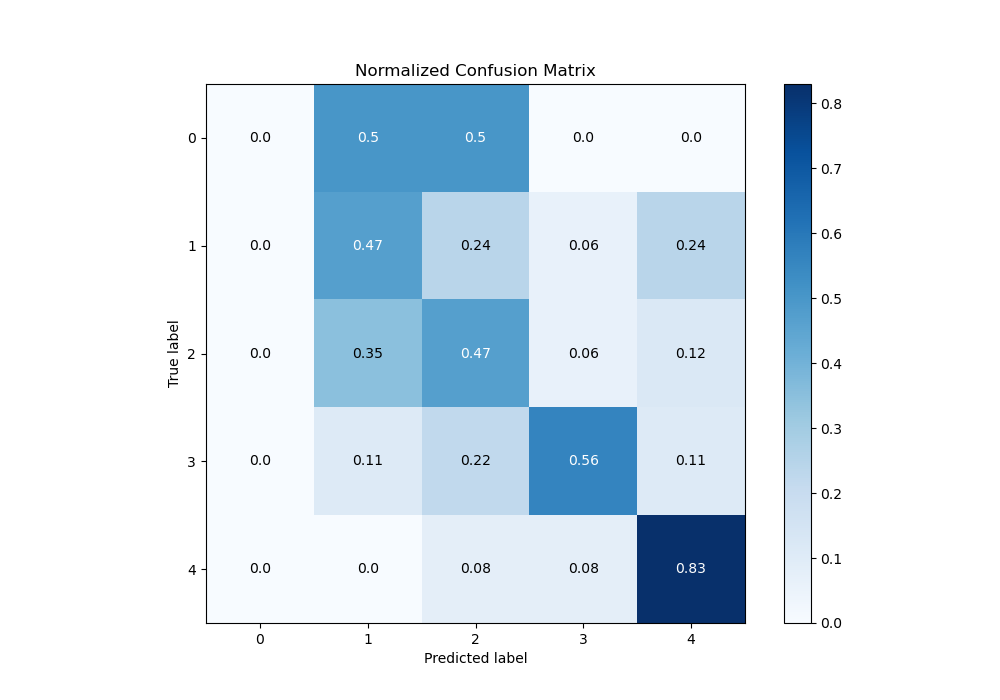 Normalized Confusion Matrix
0 0.0 0.5 0.5 0.0 0.0
1 0.0 0.47 0.24 0.06 0.24
2 0.0 0.35 0.47 0.06 0.12
3 0.0 0.11 0.22 0.56 0.11
4 0.0 0.0 0.08 0.08 0.83
0 1 2 3 4
Predicted label
True label
0.8
0.7
0.6
0.5
0.4
0.3
0.2
0.1
0.0